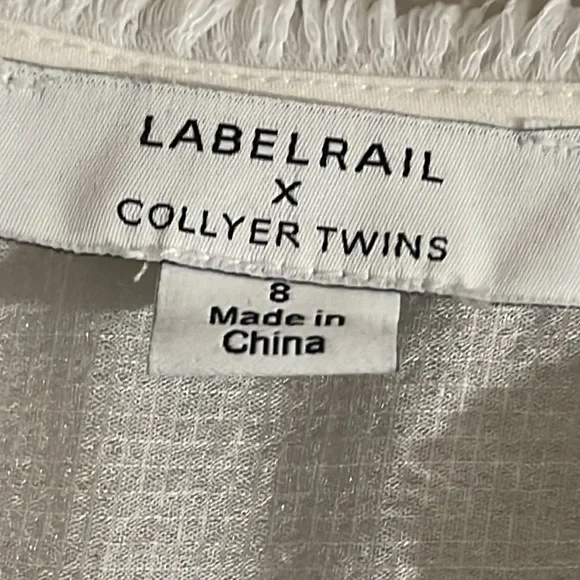 LABELRAIL
X
COLLYER TWINS
8
Made in
China